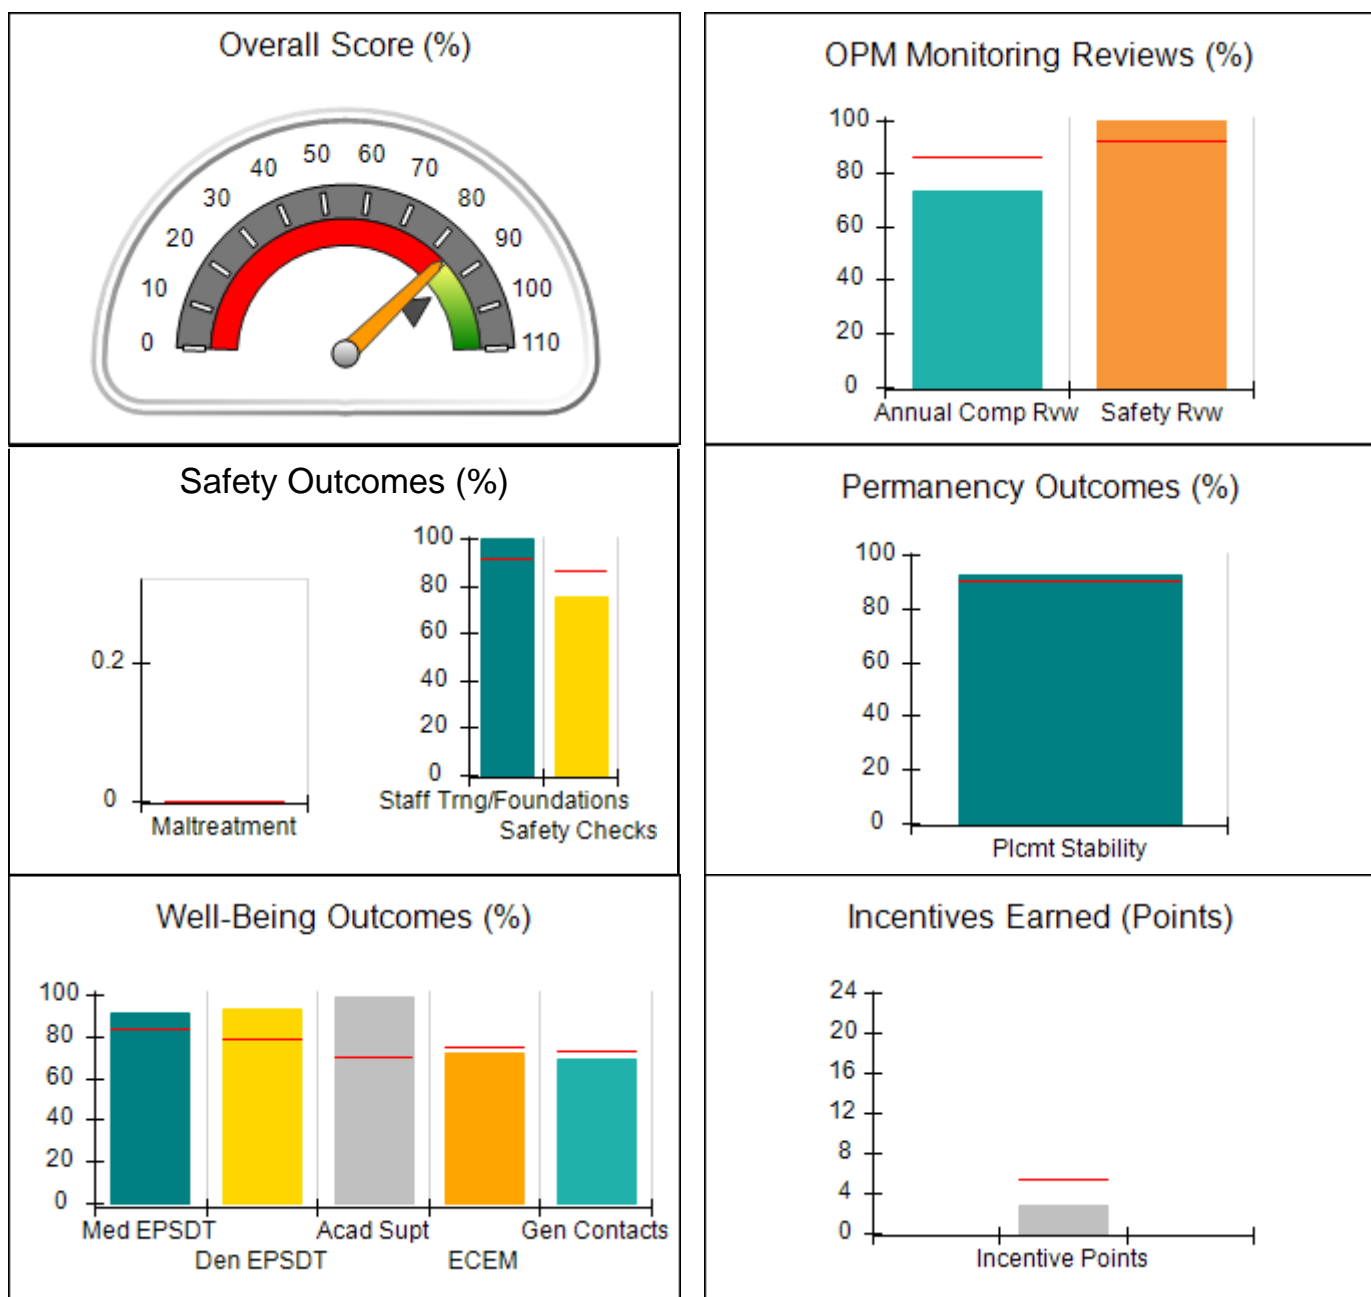 Overall Score (%)
0
10
20
30
40
50
60
70
80
90
100
110
OPM Monitoring Reviews (%)
100
80
60
40
20
0
Annual Comp Rvw
Safety Rvw
Safety Outcomes (%)
0.2
0
Maltreatment
100
80
60
40
20
0
Staff Trng/Foundations
Safety Checks
Permanency Outcomes (%)
100
80
60
40
20
0
Plcmt Stability
Well-Being Outcomes (%)
100
80
60
40
20
0
Med EPSDT
Den EPSDT
Acad Supt
ECEM
Gen Contacts
Incentives Earned (Points)
24
20
16
12
8
4
0
Incentive Points